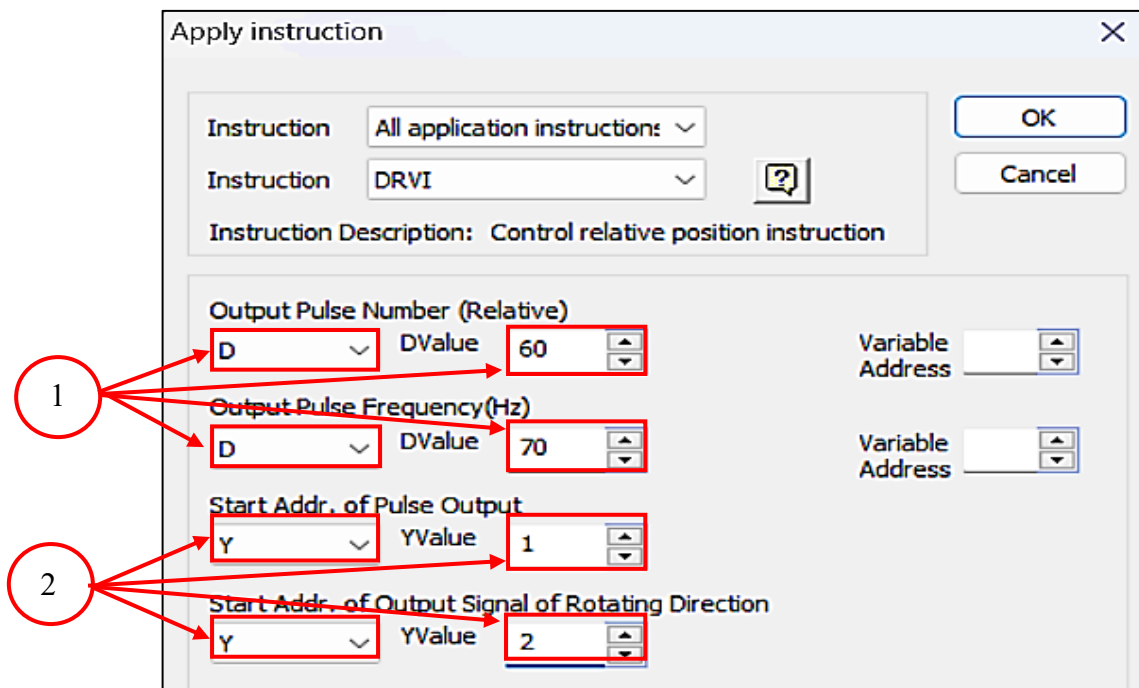 Apply instruction
Instruction All application instructions OK
Instruction DRVI Cancel
Instruction Description: Control relative position instruction
Output Pulse Number (Relative)
D DValue 60 Variable Address
1
Output Pulse Frequency(Hz)
D DValue 70 Variable Address
Start Addr. of Pulse Output
Y YValue 1
2
Start Addr. of Output Signal of Rotating Direction
Y YValue 2